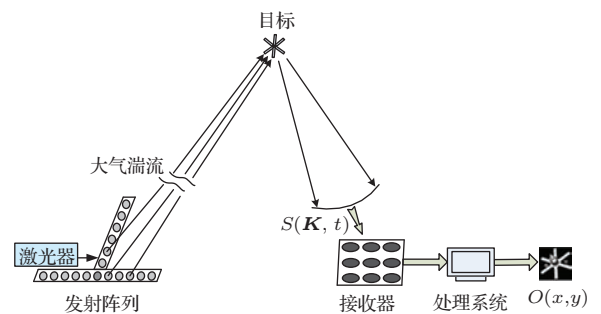 目标
大气湍流
S(K, t)
激光器
发射阵列
接收器
处理系统
O(x,y)